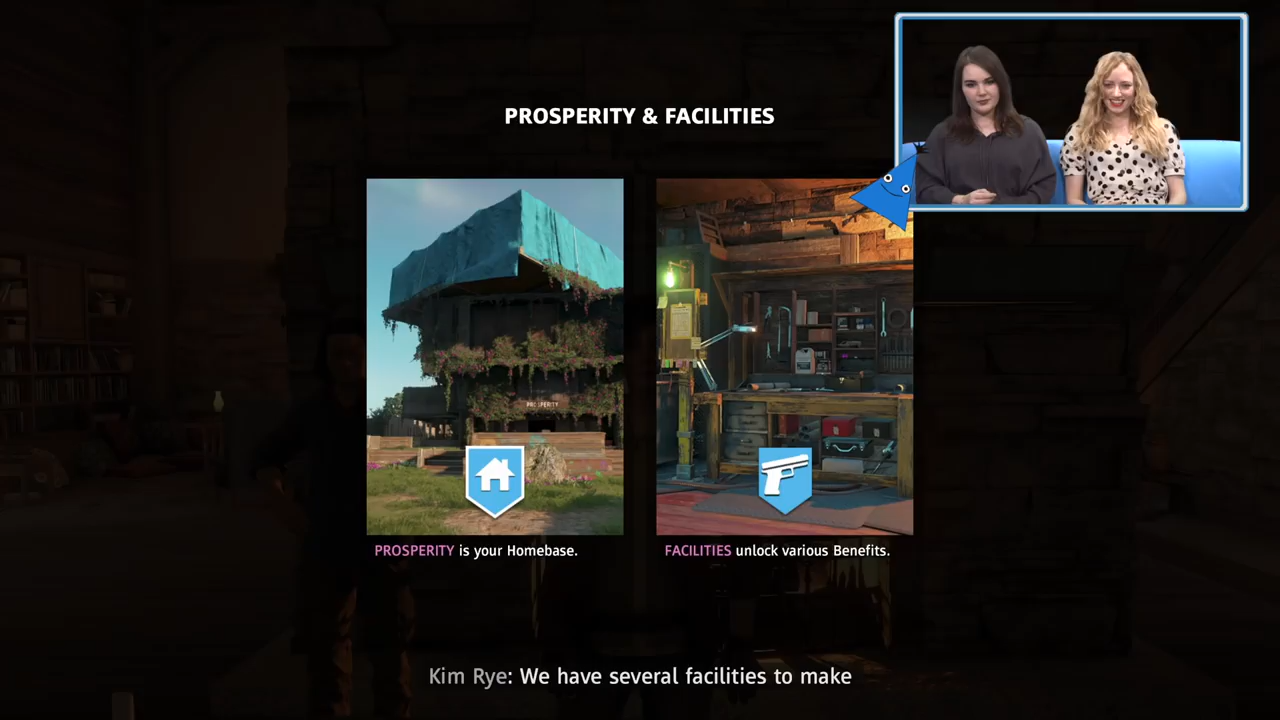 PROSPERITY & FACILITIES
PROSPERITY
PROSPERITY is your Homebase.
FACILITIES unlock various Benefits.
Kim Rye: We have several facilities to make